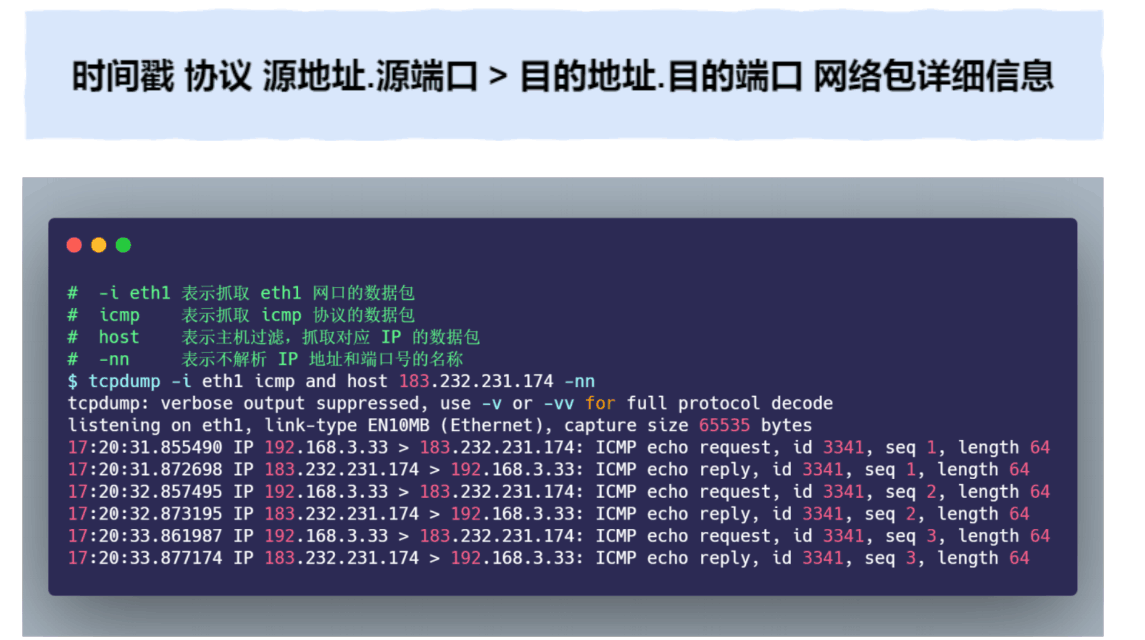 时间戳 协议 源地址.源端口 > 目的地址.目的端口 网络包详细信息
#  -i eth1 表示抓取 eth1 网口的数据包
#  icmp    表示抓取 icmp 协议的数据包
#  host    表示主机过滤，抓取对应 IP 的数据包
#  -nn     表示不解析 IP 地址和端口号的名称
$ tcpdump -i eth1 icmp and host 183.232.231.174 -nn
tcpdump: verbose output suppressed, use -v or -vv for full protocol decode
listening on eth1, link-type EN10MB (Ethernet), capture size 65535 bytes
17:20:31.855490 IP 192.168.3.33 > 183.232.231.174: ICMP echo request, id 3341, seq 1, length 64
17:20:31.872698 IP 183.232.231.174 > 192.168.3.33: ICMP echo reply, id 3341, seq 1, length 64
17:20:32.857495 IP 192.168.3.33 > 183.232.231.174: ICMP echo request, id 3341, seq 2, length 64
17:20:32.873195 IP 183.232.231.174 > 192.168.3.33: ICMP echo reply, id 3341, seq 2, length 64
17:20:33.861987 IP 192.168.3.33 > 183.232.231.174: ICMP echo request, id 3341, seq 3, length 64
17:20:33.877174 IP 183.232.231.174 > 192.168.3.33: ICMP echo reply, id 3341, seq 3, length 64